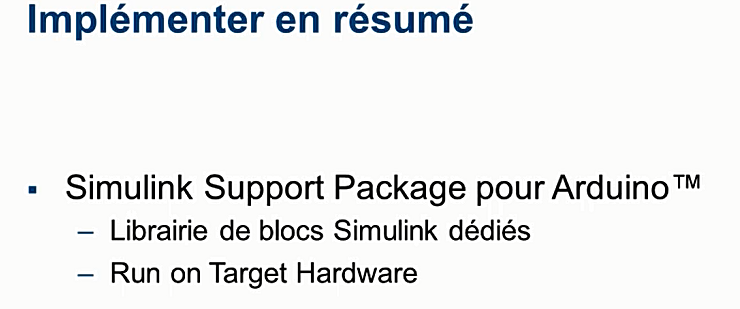 Implémenter en résumé
▪ Simulink Support Package pour Arduino™
– Librairie de blocs Simulink dédiés
– Run on Target Hardware